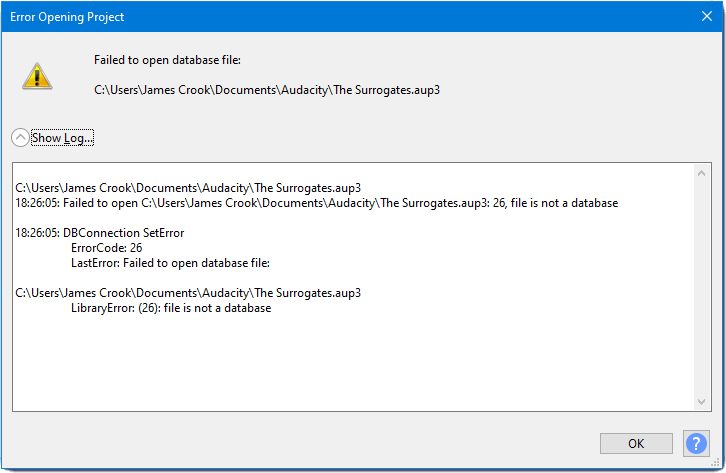 Error Opening Project
Failed to open database file:
C:\Users\James Crook\Documents\Audacity\The Surrogates.aup3
Show Log...
C:\Users\James Crook\Documents\Audacity\The Surrogates.aup3
18:26:05: Failed to open C:\Users\James Crook\Documents\Audacity\The Surrogates.aup3: 26, file is not a database
18:26:05: DBConnection SetError
ErrorCode: 26
LastError: Failed to open database file:
C:\Users\James Crook\Documents\Audacity\The Surrogates.aup3
LibraryError: (26): file is not a database
OK
?